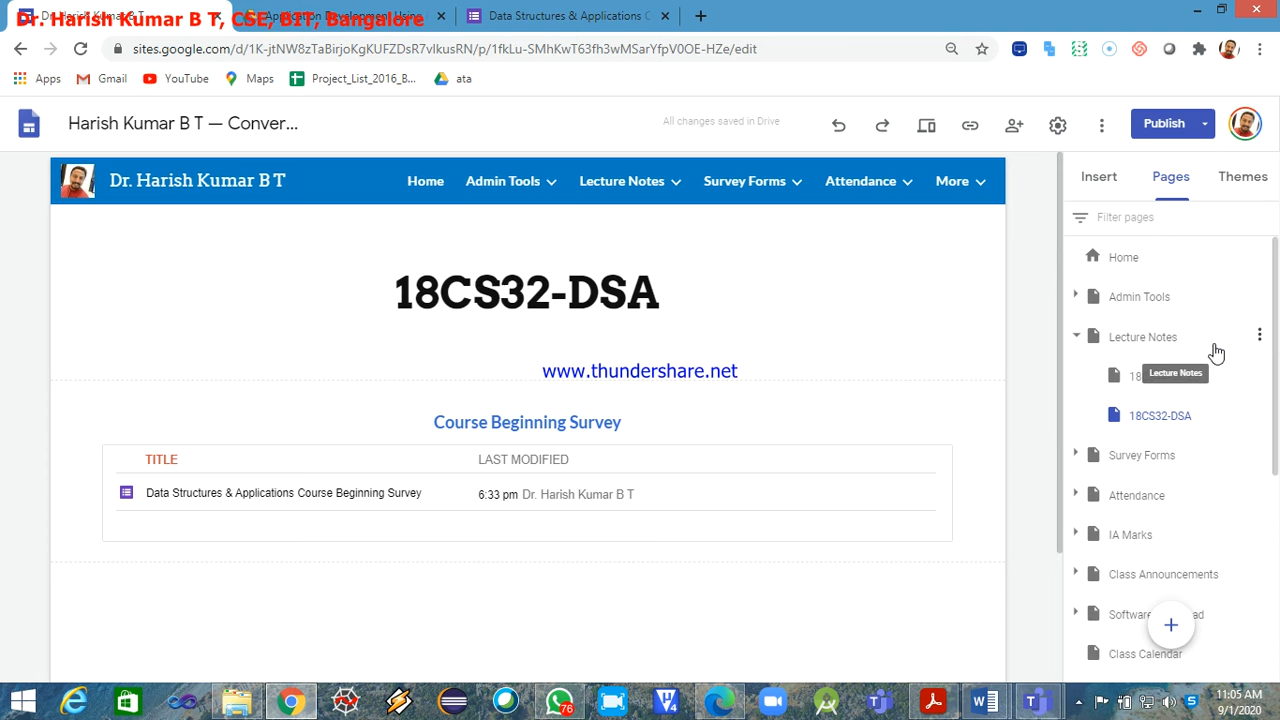 Dr. Harish Kumar B T, CSE, BIT, Bangalore
Data Structures & Applications C
sites.google.com/d/1K-jtNW8zTaBirjoKgKUFZDsR7vlkusRN/p/1fkLu-SMhKwT63fh3wMSarYfpV0OE-HZe/edit
Apps
Gmail
YouTube
Maps
Project_List_2016_B...
ata
Harish Kumar B T — Conver...
All changes saved in Drive
Publish
Dr. Harish Kumar B T
Home
Admin Tools
Lecture Notes
Survey Forms
Attendance
More
Insert
Pages
Themes
Filter pages
18CS32-DSA
www.thundershare.net
Course Beginning Survey
TITLE
LAST MODIFIED
Data Structures & Applications Course Beginning Survey
6:33 pm Dr. Harish Kumar B T
Home
Admin Tools
Lecture Notes
18
Lecture Notes
18CS32-DSA
Survey Forms
Attendance
IA Marks
Class Announcements
Class Calendar
76
11:05 AM
9/1/2020